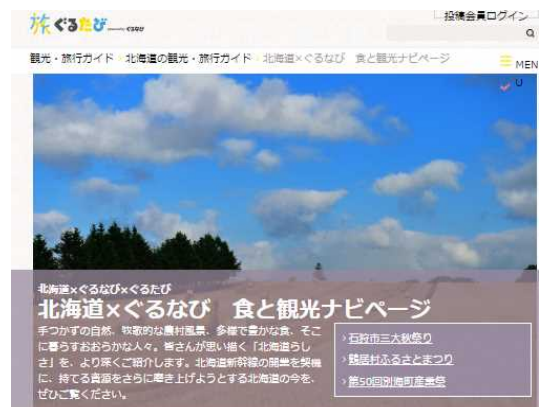 投稿会員ログイン
旅ぐるたび
観光・旅行ガイド 北海道の観光・旅行ガイド 北海道×ぐるなび 食と観光ナビページ
MEN
U
北海道×ぐるなび×ぐるたび
北海道×ぐるなび 食と観光ナビページ
手つかずの自然、牧歌的な農村風景、多様で豊かな食、そこ
に暮らすおおらかな人々。皆さんが思い描く「北海道らし
さ」を、より深くご紹介します。北海道新幹線の開業を契機
に、持てる資源をさらに磨き上げようとする北海道の今を、
ぜひご覧ください。
›石狩市三大秋祭り
›鶴居村ふるさとまつり
›第50回別海町産業祭